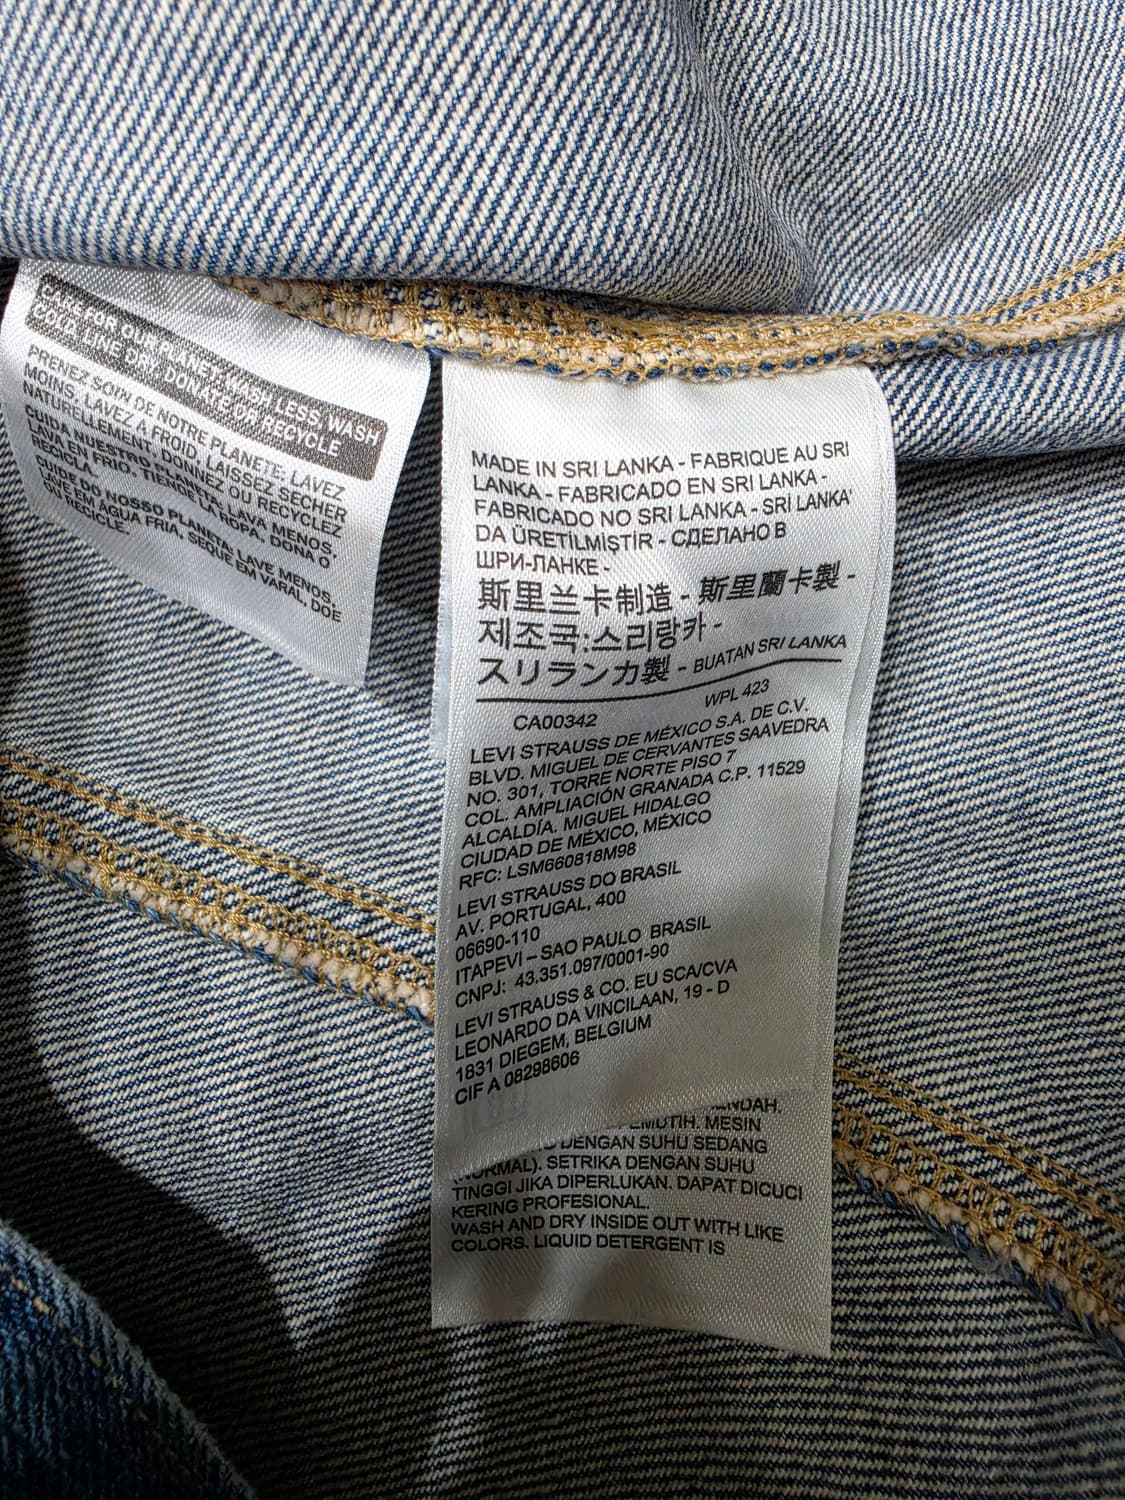 CARE FOR OUR PLANET: WASH LESS, WASH
COLD, LINE DRY, DONATE OR RECYCLE
PRENEZ SOIN DE NOTRE PLANÈTE: LAVEZ
MOINS, LAVEZ À FROID, LAISSEZ SÉCHER
NATURELLEMENT, DONNEZ OU RECYCLEZ
CUIDA NUESTRO PLANETA: LAVA MENOS,
LAVA EN FRÍO, TIENDE LA ROPA, DONA O
RECICLA.
CUIDE DO NOSSO PLANETA: LAVE MENOS,
LAVE EM ÁGUA FRIA, SEQUE EM VARAL, DOE
OU RECICLE.
MADE IN SRI LANKA - FABRIQUE AU SRI
LANKA - FABRICADO EN SRI LANKA -
FABRICADO NO SRI LANKA - SRİ LANKA'
DA ÜRETİLMİŞTİR - СДЕЛАНО В
ШРИ-ЛАНКЕ -
斯里兰卡制造 - 斯里蘭卡製 -
제조국:스리랑카 -
スリランカ製 - BUATAN SRI LANKA
CA00342 WPL 423
LEVI STRAUSS DE MÉXICO S.A. DE C.V.
BLVD. MIGUEL DE CERVANTES SAAVEDRA
NO. 301, TORRE NORTE PISO 7
COL. AMPLIACIÓN GRANADA C.P. 11529
ALCALDÍA. MIGUEL HIDALGO
CIUDAD DE MÉXICO, MÉXICO
RFC: LSM660818M98
LEVI STRAUSS DO BRASIL
AV. PORTUGAL, 400
06690-110
ITAPEVI – SAO PAULO BRASIL
CNPJ: 43.351.097/0001-90
LEVI STRAUSS & CO. EU SCA/CVA
LEONARDO DA VINCILAAN, 19 - D
1831 DIEGEM, BELGIUM
CIF A 08298606
MESIN
DENGAN SUHU SEDANG
(NORMAL). SETRIKA DENGAN SUHU
TINGGI JIKA DIPERLUKAN. DAPAT DICUCI
KERING PROFESIONAL.
WASH AND DRY INSIDE OUT WITH LIKE
COLORS. LIQUID DETERGENT IS